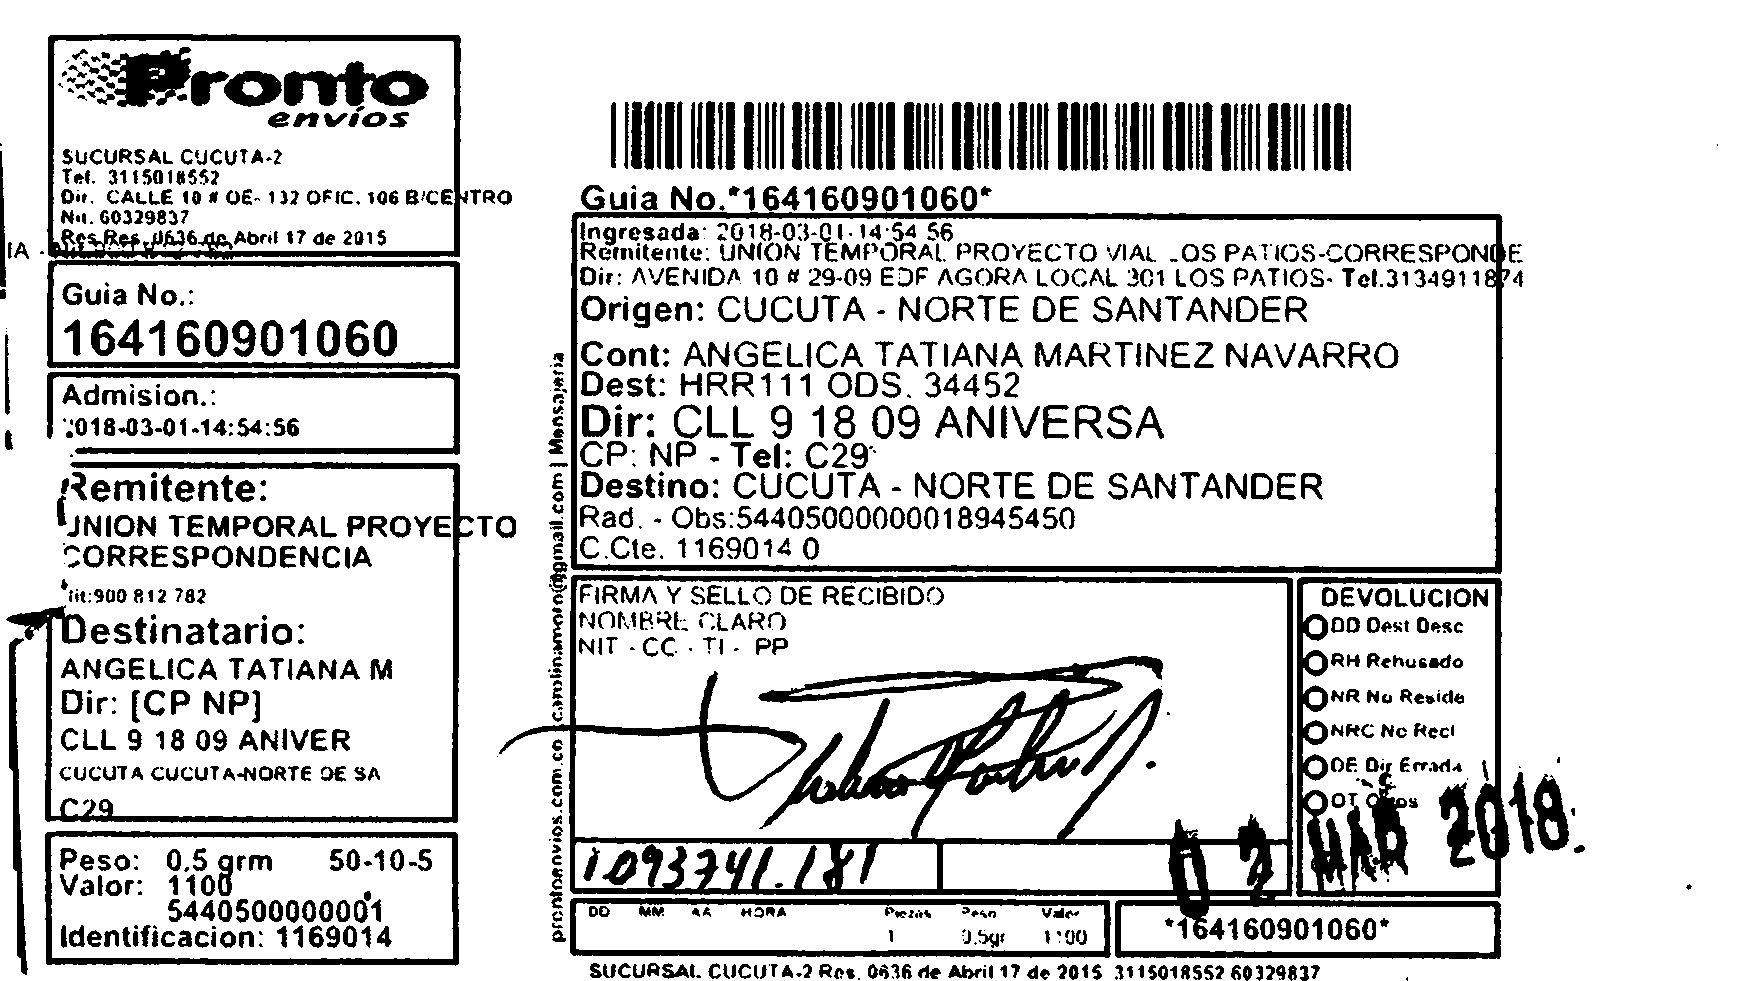 Pronto
envíos
SUCURSAL CUCUTA-2
Tel. 3115018552
Dir. CALLE 10 # OE- 132 OFIC. 106 B/CENTRO
Nit. 60329837
Res.Res. 0636 de Abril 17 de 2015
Guia No.:
164160901060
Admision.:
2018-03-01-14:54:56
Remitente:
UNION TEMPORAL PROYECTO
CORRESPONDENCIA
Nit:900 812 782
Destinatario:
ANGELICA TATIANA M
Dir: [CP NP]
CLL 9 18 09 ANIVER
CUCUTA CUCUTA-NORTE DE SA
C29
Peso: 0.5 grm 50-10-5
Valor: 1100
5440500000001
Identificacion: 1169014
prontoenvios.com.co carolinamoro@gmail.com | Mensajeria
Guia No.*164160901060*
Ingresada: 2018-03-01-14:54:56
Remitente: UNION TEMPORAL PROYECTO VIAL LOS PATIOS-CORRESPONDE
Dir: AVENIDA 10 # 29-09 EDF AGORA LOCAL 301 LOS PATIOS- Tel.3134911874
Origen: CUCUTA - NORTE DE SANTANDER
Cont: ANGELICA TATIANA MARTINEZ NAVARRO
Dest: HRR111 ODS. 34452
Dir: CLL 9 18 09 ANIVERSA
CP: NP - Tel: C29
Destino: CUCUTA - NORTE DE SANTANDER
Rad. - Obs:54405000000018945450
C.Cte. 1169014 0
FIRMA Y SELLO DE RECIBIDO
NOMBRE CLARO
NIT - CC - TI - PP
1093741.181
DEVOLUCION
DD Dest Desc
RH Rehusado
NR No Reside
NRC No Recl
DE Dir Errada
OT Otros
02 MAR 2018
DD MM AA HORA Piezas Peso Valor
1 0.5gr 1100
*164160901060*
SUCURSAL CUCUTA-2 Res. 0636 de Abril 17 de 2015 3115018552 60329837